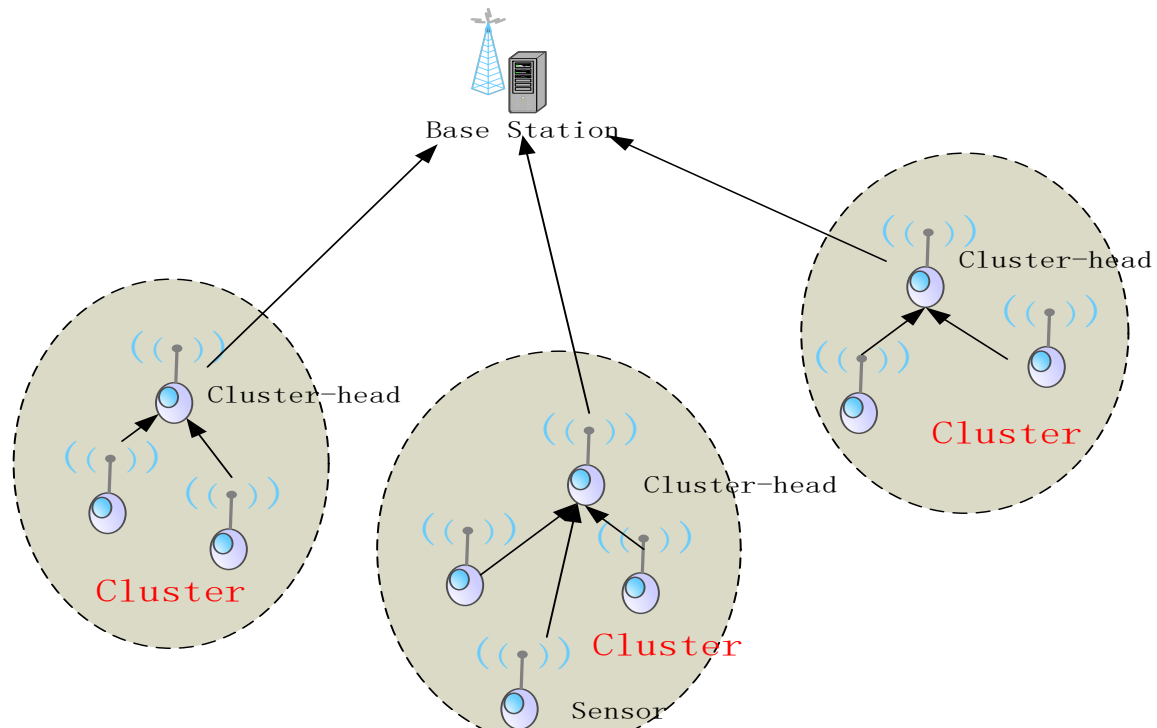 Base Station
Cluster-head
Cluster
Cluster-head
Cluster
Cluster-head
Cluster
Sensor